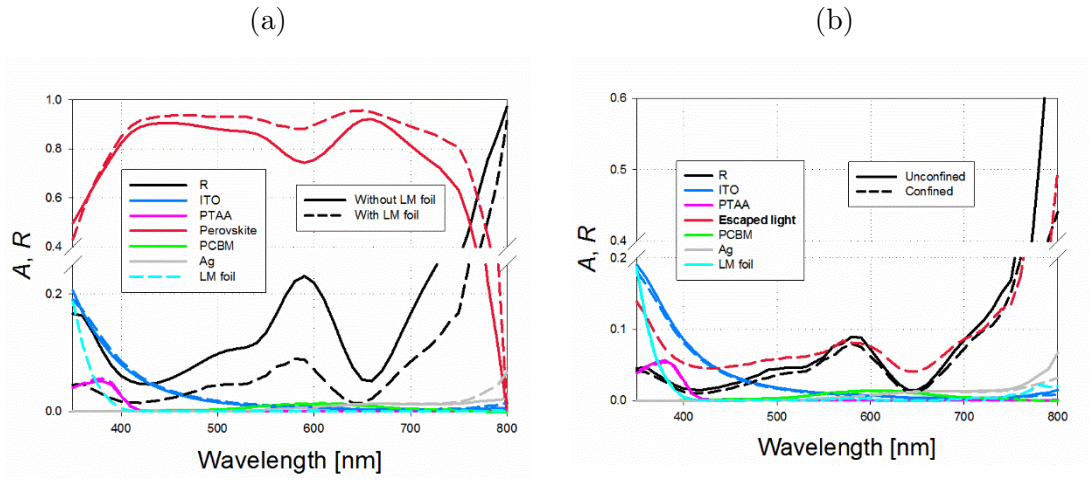 (a)
(b)
1.0
0.8
0.6
0.4
0.2
0.0
A, R
400
500
600
700
800
Wavelength [nm]
R
ITO
PTAA
Perovskite
PCBM
Ag
LM foil
Without LM foil
With LM foil
0.6
0.5
0.4
0.2
0.1
0.0
A, R
400
500
600
700
800
Wavelength [nm]
R
ITO
PTAA
Escaped light
PCBM
Ag
LM foil
Unconfined
Confined